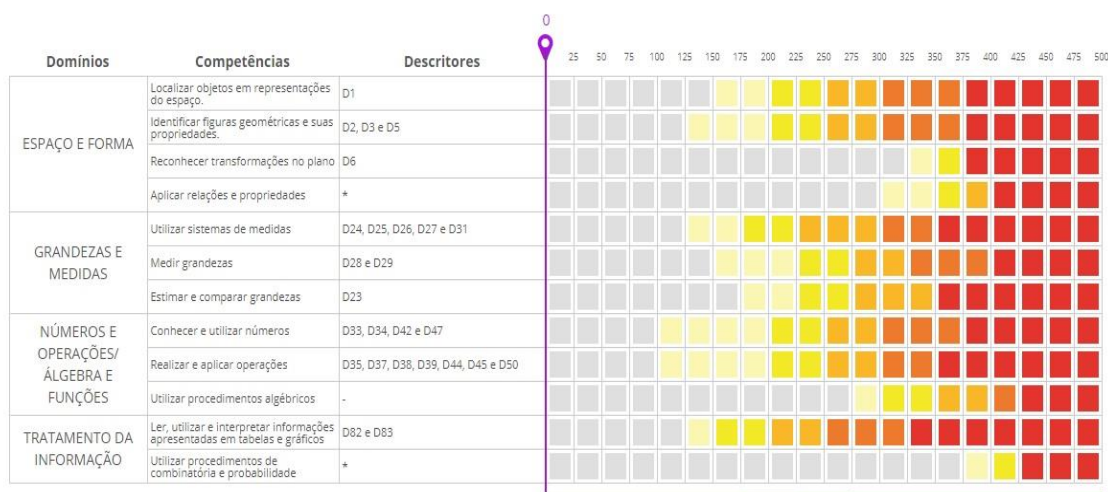 0
Domínios Competências Descritores 25 50 75 100 125 150 175 200 225 250 275 300 325 350 375 400 425 450 475 500
ESPAÇO E FORMA
Localizar objetos em representações
do espaço.
D1
Identificar figuras geométricas e suas
propriedades.
D2, D3 e D5
Reconhecer transformações no plano D6
Aplicar relações e propriedades *
GRANDEZAS E
MEDIDAS
Utilizar sistemas de medidas D24, D25, D26, D27 e D31
Medir grandezas D28 e D29
Estimar e comparar grandezas D23
NÚMEROS E
OPERAÇÕES/
ÁLGEBRA E
FUNÇÕES
Conhecer e utilizar números D33, D34, D42 e D47
Realizar e aplicar operações D35, D37, D38, D39, D44, D45 e D50
Utilizar procedimentos algébricos -
TRATAMENTO DA
INFORMAÇÃO
Ler, utilizar e interpretar informações
apresentadas em tabelas e gráficos
D82 e D83
Utilizar procedimentos de
combinatória e probabilidade
*